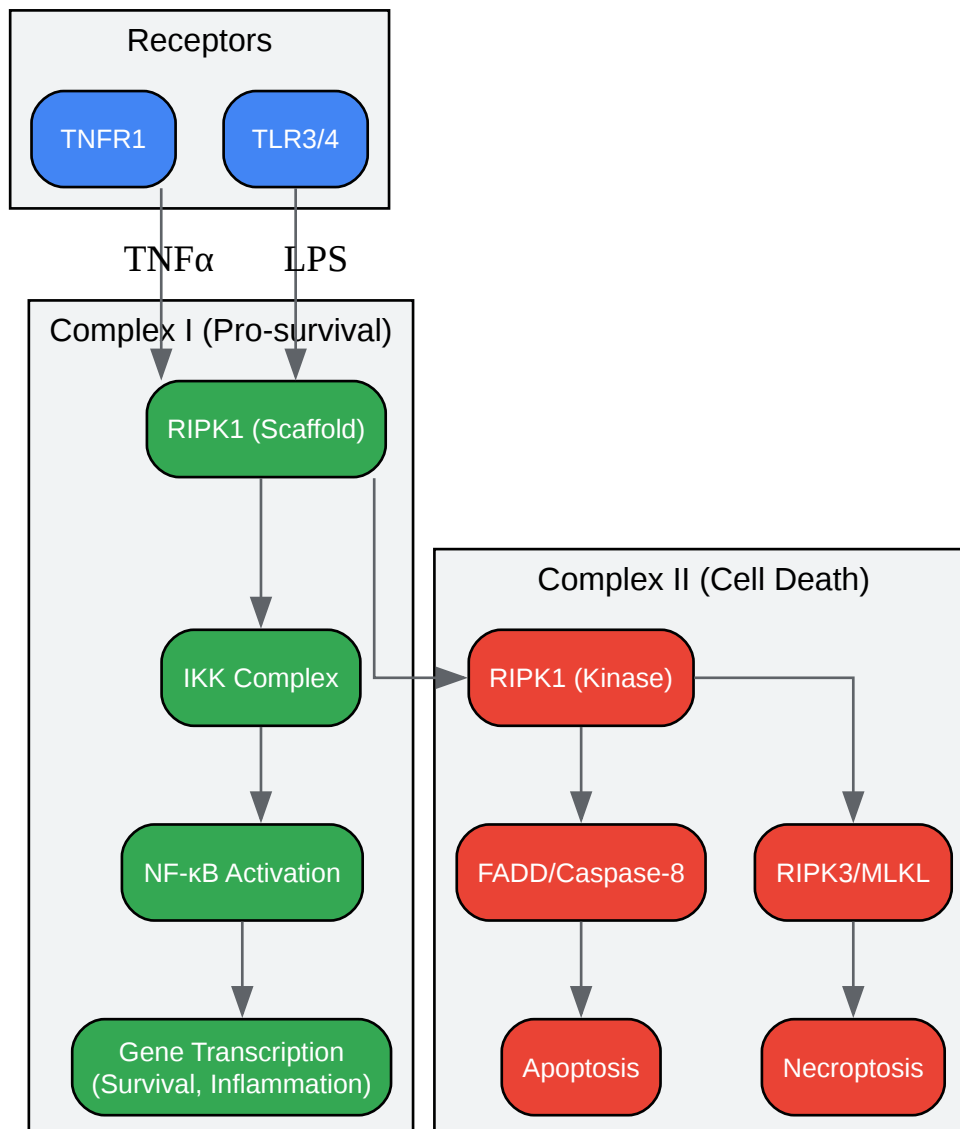 Receptors
TNFR1
TLR3/4
TNFα
LPS
Complex I (Pro-survival)
RIPK1 (Scaffold)
Complex II (Cell Death)
IKK Complex
RIPK1 (Kinase)
NF-κB Activation
FADD/Caspase-8
RIPK3/MLKL
Gene Transcription
(Survival, Inflammation)
Apoptosis
Necroptosis